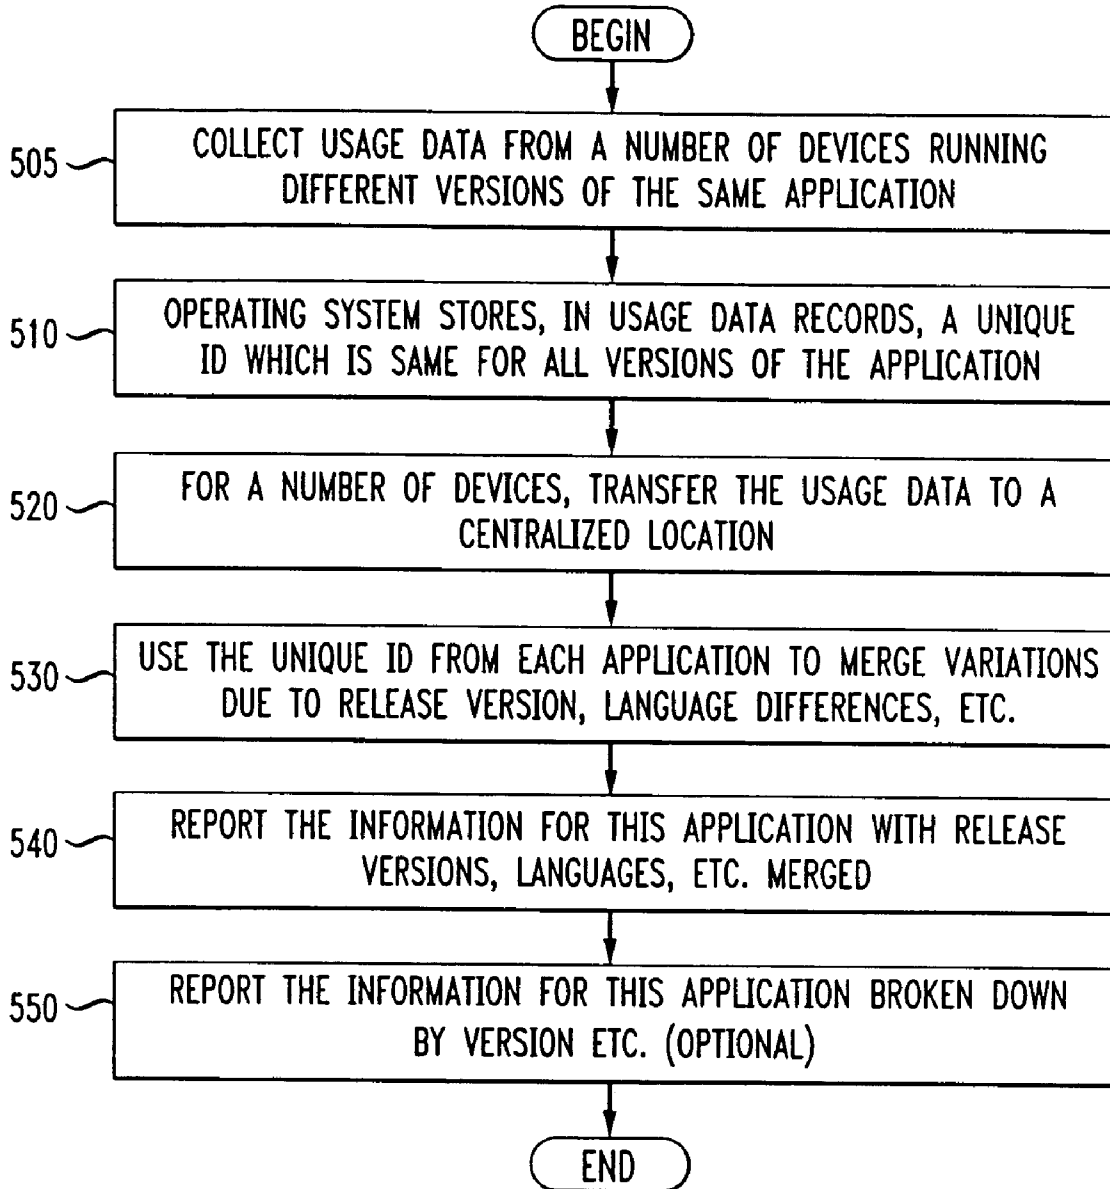 BEGIN
505
COLLECT USAGE DATA FROM A NUMBER OF DEVICES RUNNING
DIFFERENT VERSIONS OF THE SAME APPLICATION
510
OPERATING SYSTEM STORES, IN USAGE DATA RECORDS, A UNIQUE
ID WHICH IS SAME FOR ALL VERSIONS OF THE APPLICATION
520
FOR A NUMBER OF DEVICES, TRANSFER THE USAGE DATA TO A
CENTRALIZED LOCATION
530
USE THE UNIQUE ID FROM EACH APPLICATION TO MERGE VARIATIONS
DUE TO RELEASE VERSION, LANGUAGE DIFFERENCES, ETC.
540
REPORT THE INFORMATION FOR THIS APPLICATION WITH RELEASE
VERSIONS, LANGUAGES, ETC. MERGED
550
REPORT THE INFORMATION FOR THIS APPLICATION BROKEN DOWN
BY VERSION ETC. (OPTIONAL)
END